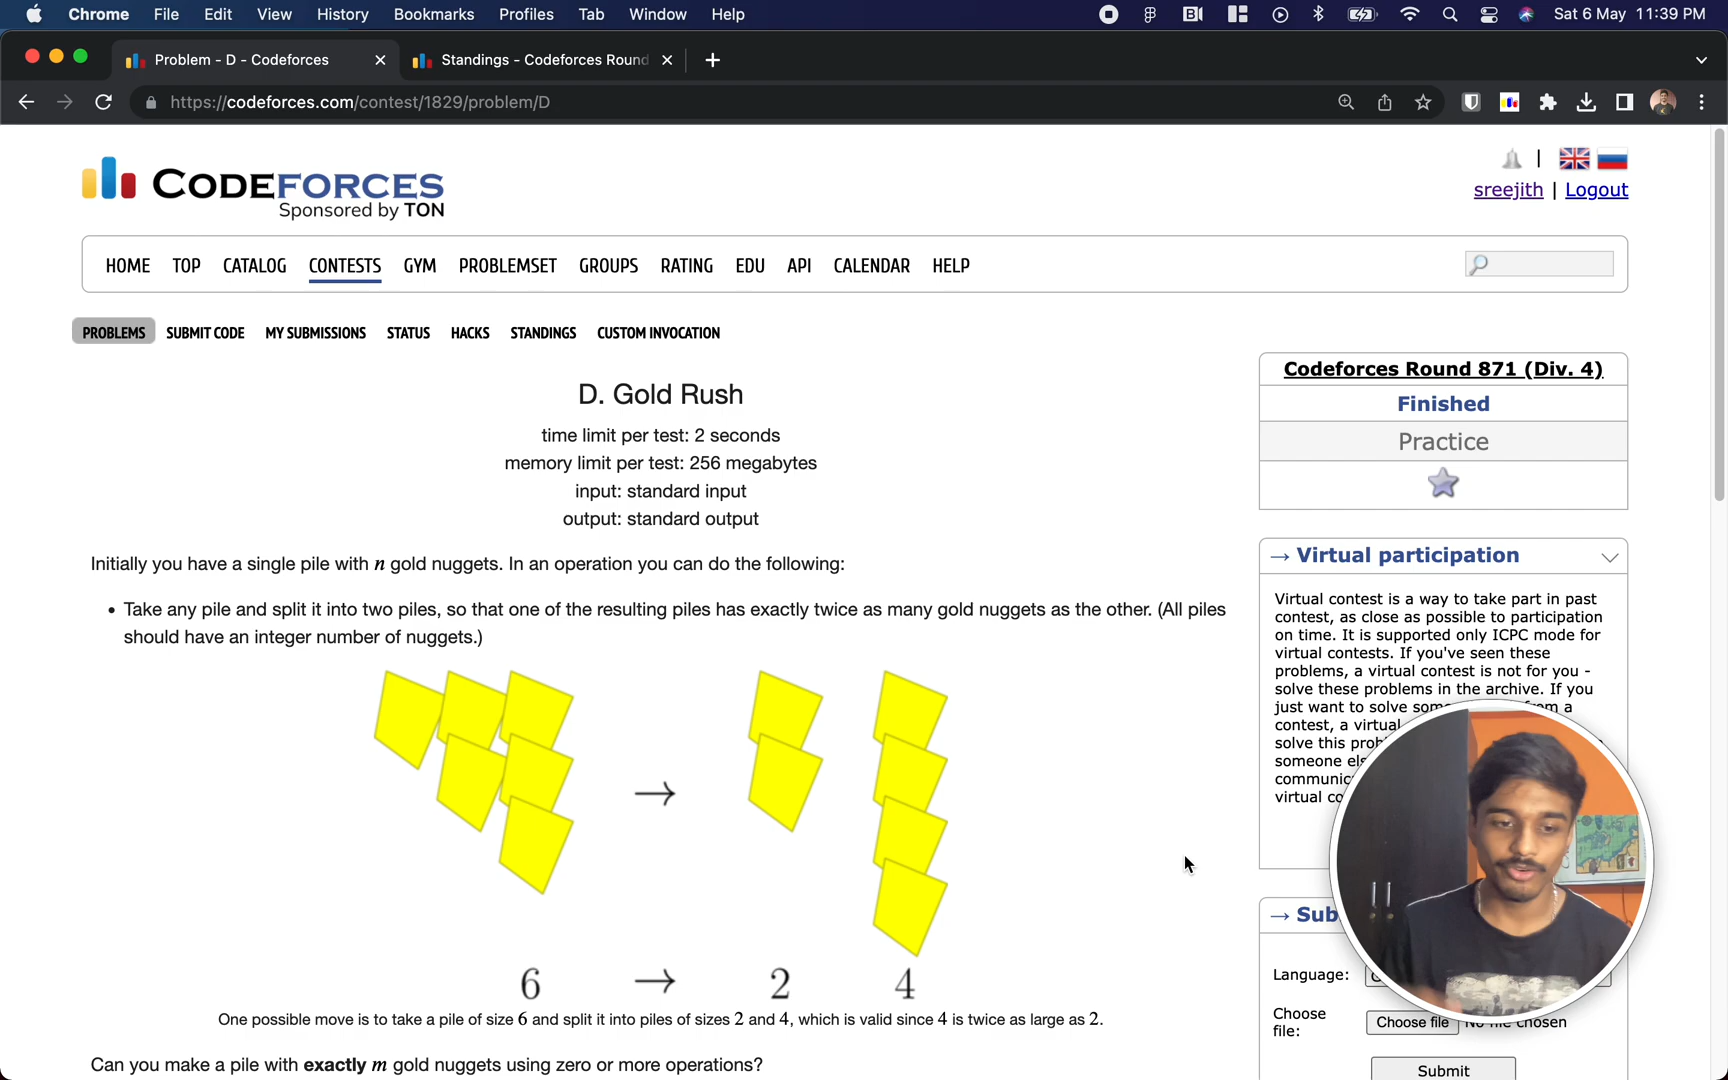 Chrome File Edit View History Bookmarks Profiles Tab Window Help Sat 6 May 11:39 PM
Problem - D - Codeforces Standings - Codeforces Round
https://codeforces.com/contest/1829/problem/D
CODEFORCES
Sponsored by TON
sreejith | Logout
HOME TOP CATALOG CONTESTS GYM PROBLEMSET GROUPS RATING EDU API CALENDAR HELP
PROBLEMS SUBMIT CODE MY SUBMISSIONS STATUS HACKS STANDINGS CUSTOM INVOCATION
D. Gold Rush
time limit per test: 2 seconds
memory limit per test: 256 megabytes
input: standard input
output: standard output
Initially you have a single pile with n gold nuggets. In an operation you can do the following:
• Take any pile and split it into two piles, so that one of the resulting piles has exactly twice as many gold nuggets as the other. (All piles
should have an integer number of nuggets.)
6 → 2 4
One possible move is to take a pile of size 6 and split it into piles of sizes 2 and 4, which is valid since 4 is twice as large as 2.
Can you make a pile with exactly m gold nuggets using zero or more operations?
Codeforces Round 871 (Div. 4)
Finished
Practice
→ Virtual participation
Virtual contest is a way to take part in past
contest, as close as possible to participation
on time. It is supported only ICPC mode for
virtual contests. If you've seen these
problems, a virtual contest is not for you -
solve these problems in the archive. If you
just want to solve from a
contest, a virtual
solve this
someone
virtual
→
Language:
Choose
file: Choose file No file chosen
Submit